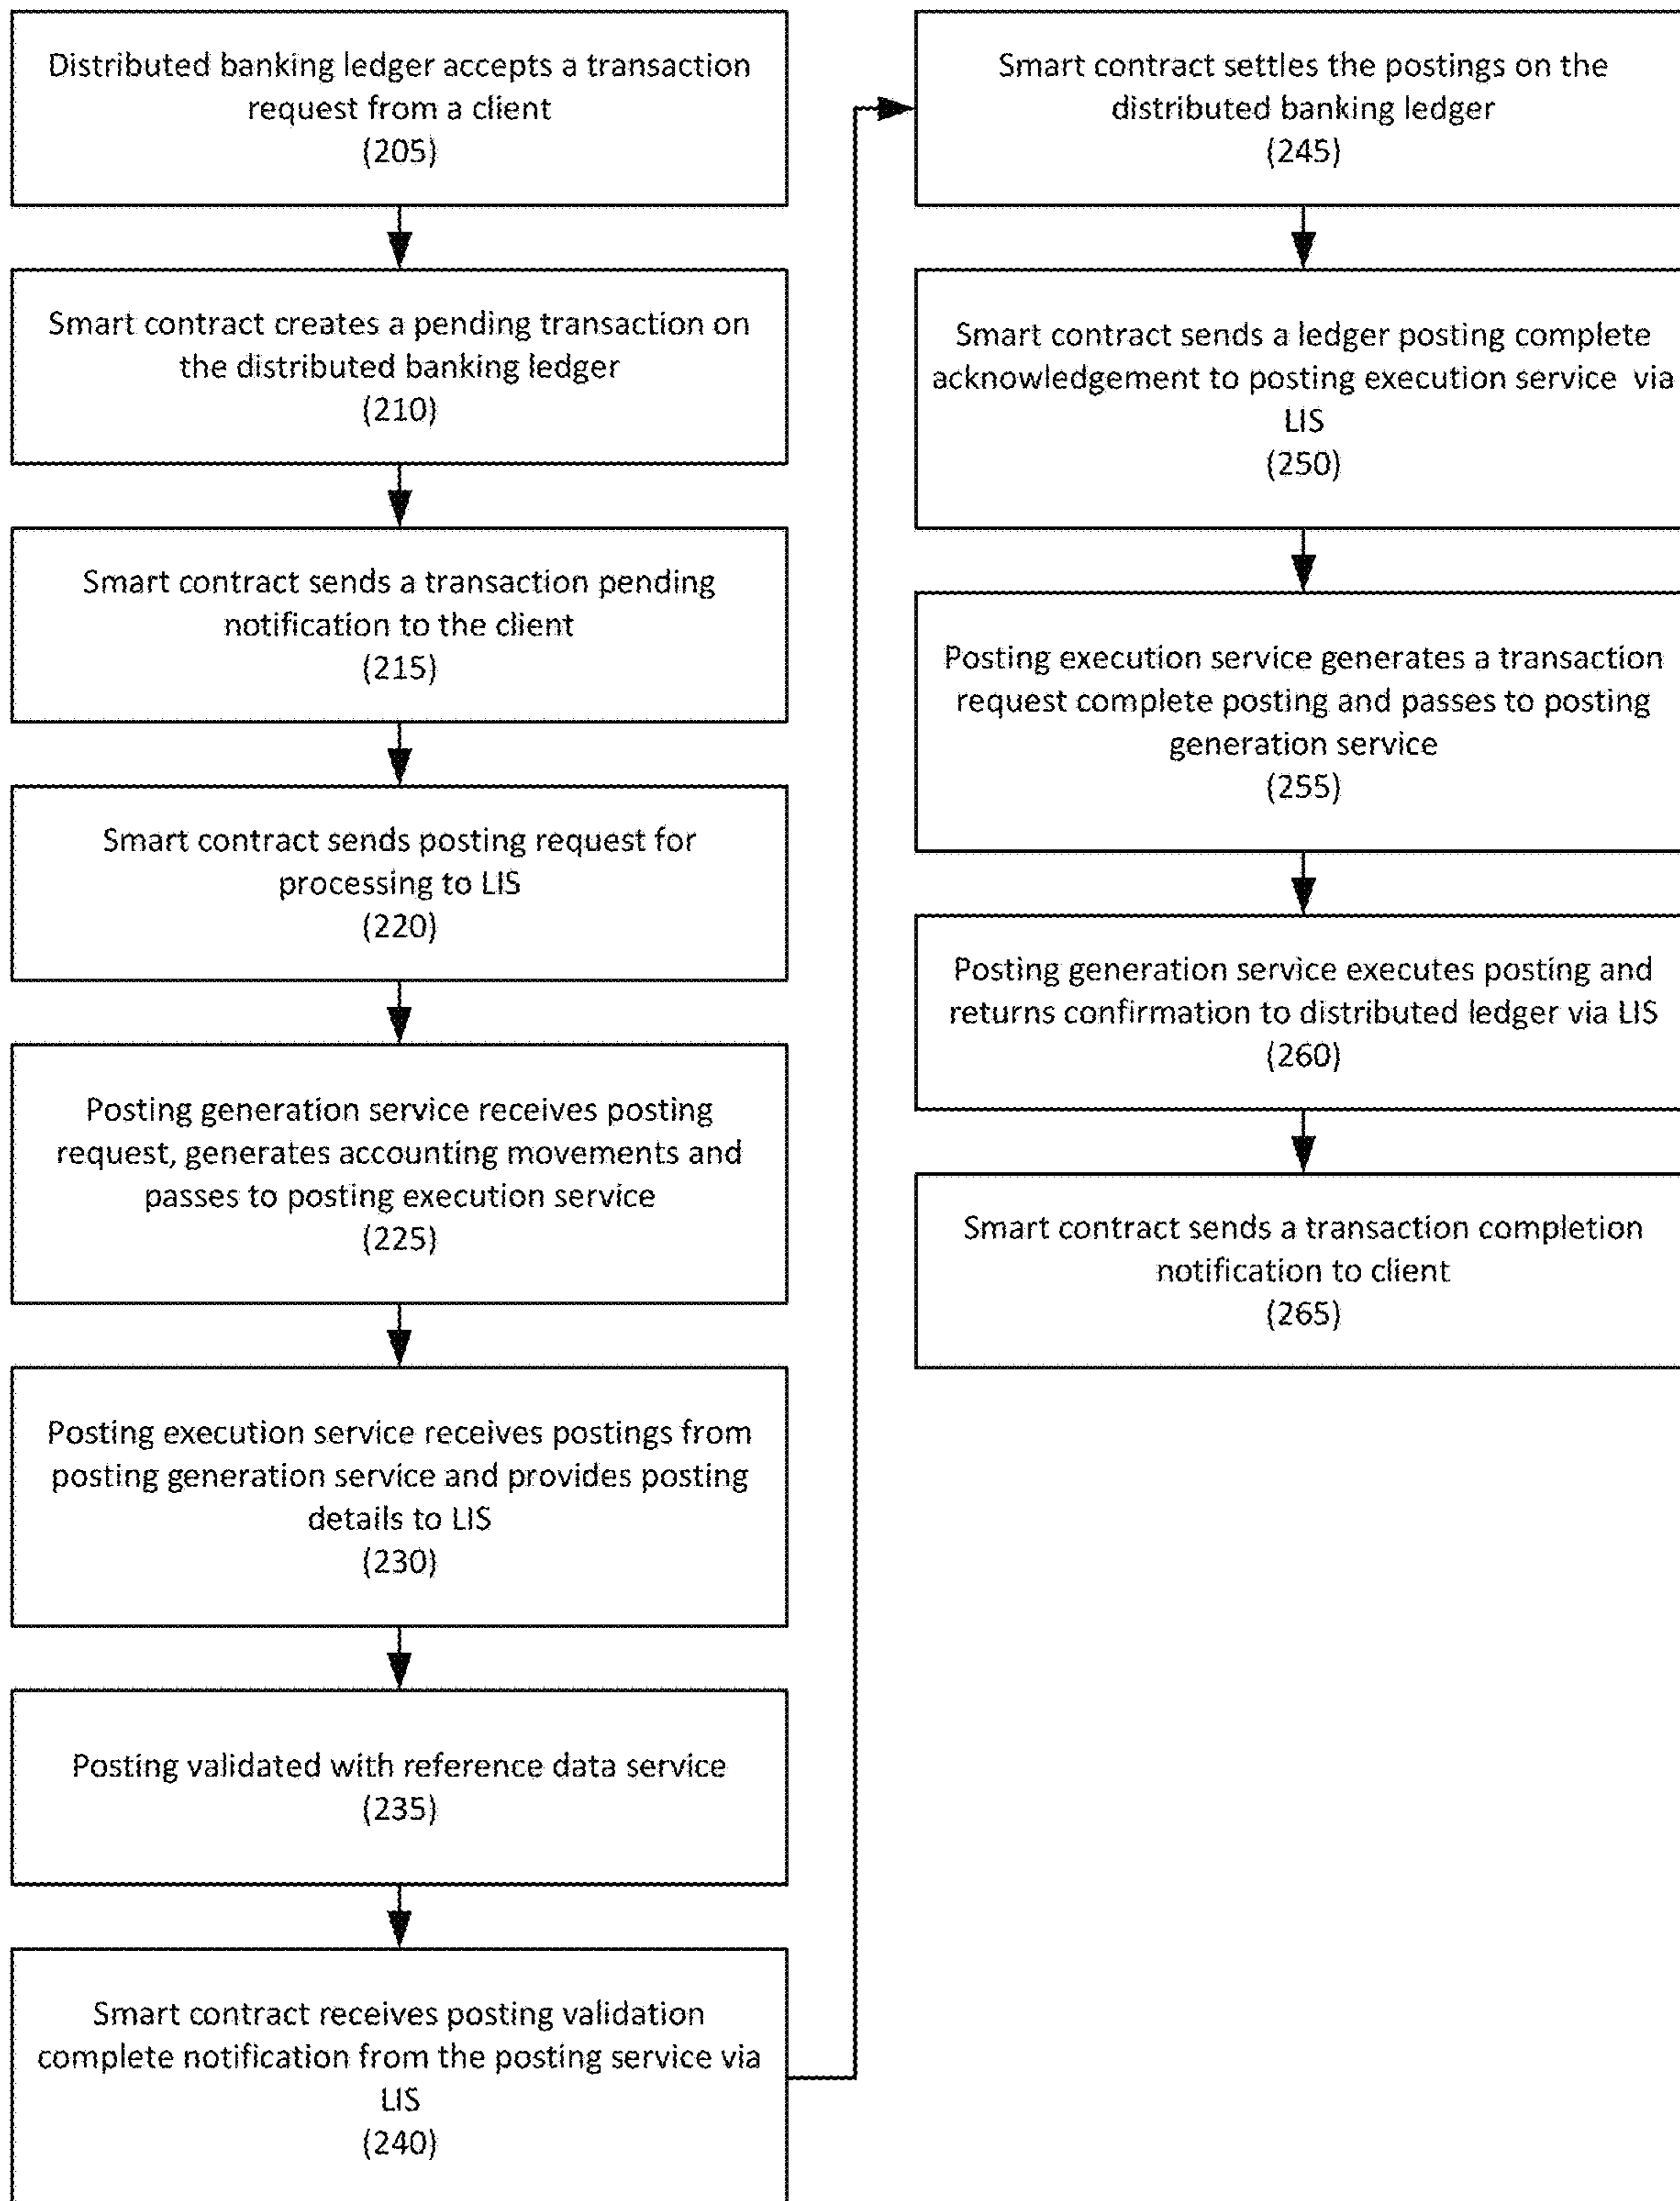 Distributed banking ledger accepts a transaction
request from a client
(205)
Smart contract creates a pending transaction on
the distributed banking ledger
(210)
Smart contract sends a transaction pending
notification to the client
(215)
Smart contract sends posting request for
processing to LIS
(220)
Posting generation service receives posting
request, generates accounting movements and
passes to posting execution service
(225)
Posting execution service receives postings from
posting generation service and provides posting
details to LIS
(230)
Posting validated with reference data service
(235)
Smart contract receives posting validation
complete notification from the posting service via
LIS
(240)
Smart contract settles the postings on the
distributed banking ledger
(245)
Smart contract sends a ledger posting complete
acknowledgement to posting execution service via
LIS
(250)
Posting execution service generates a transaction
request complete posting and passes to posting
generation service
(255)
Posting generation service executes posting and
returns confirmation to distributed ledger via LIS
(260)
Smart contract sends a transaction completion
notification to client
(265)